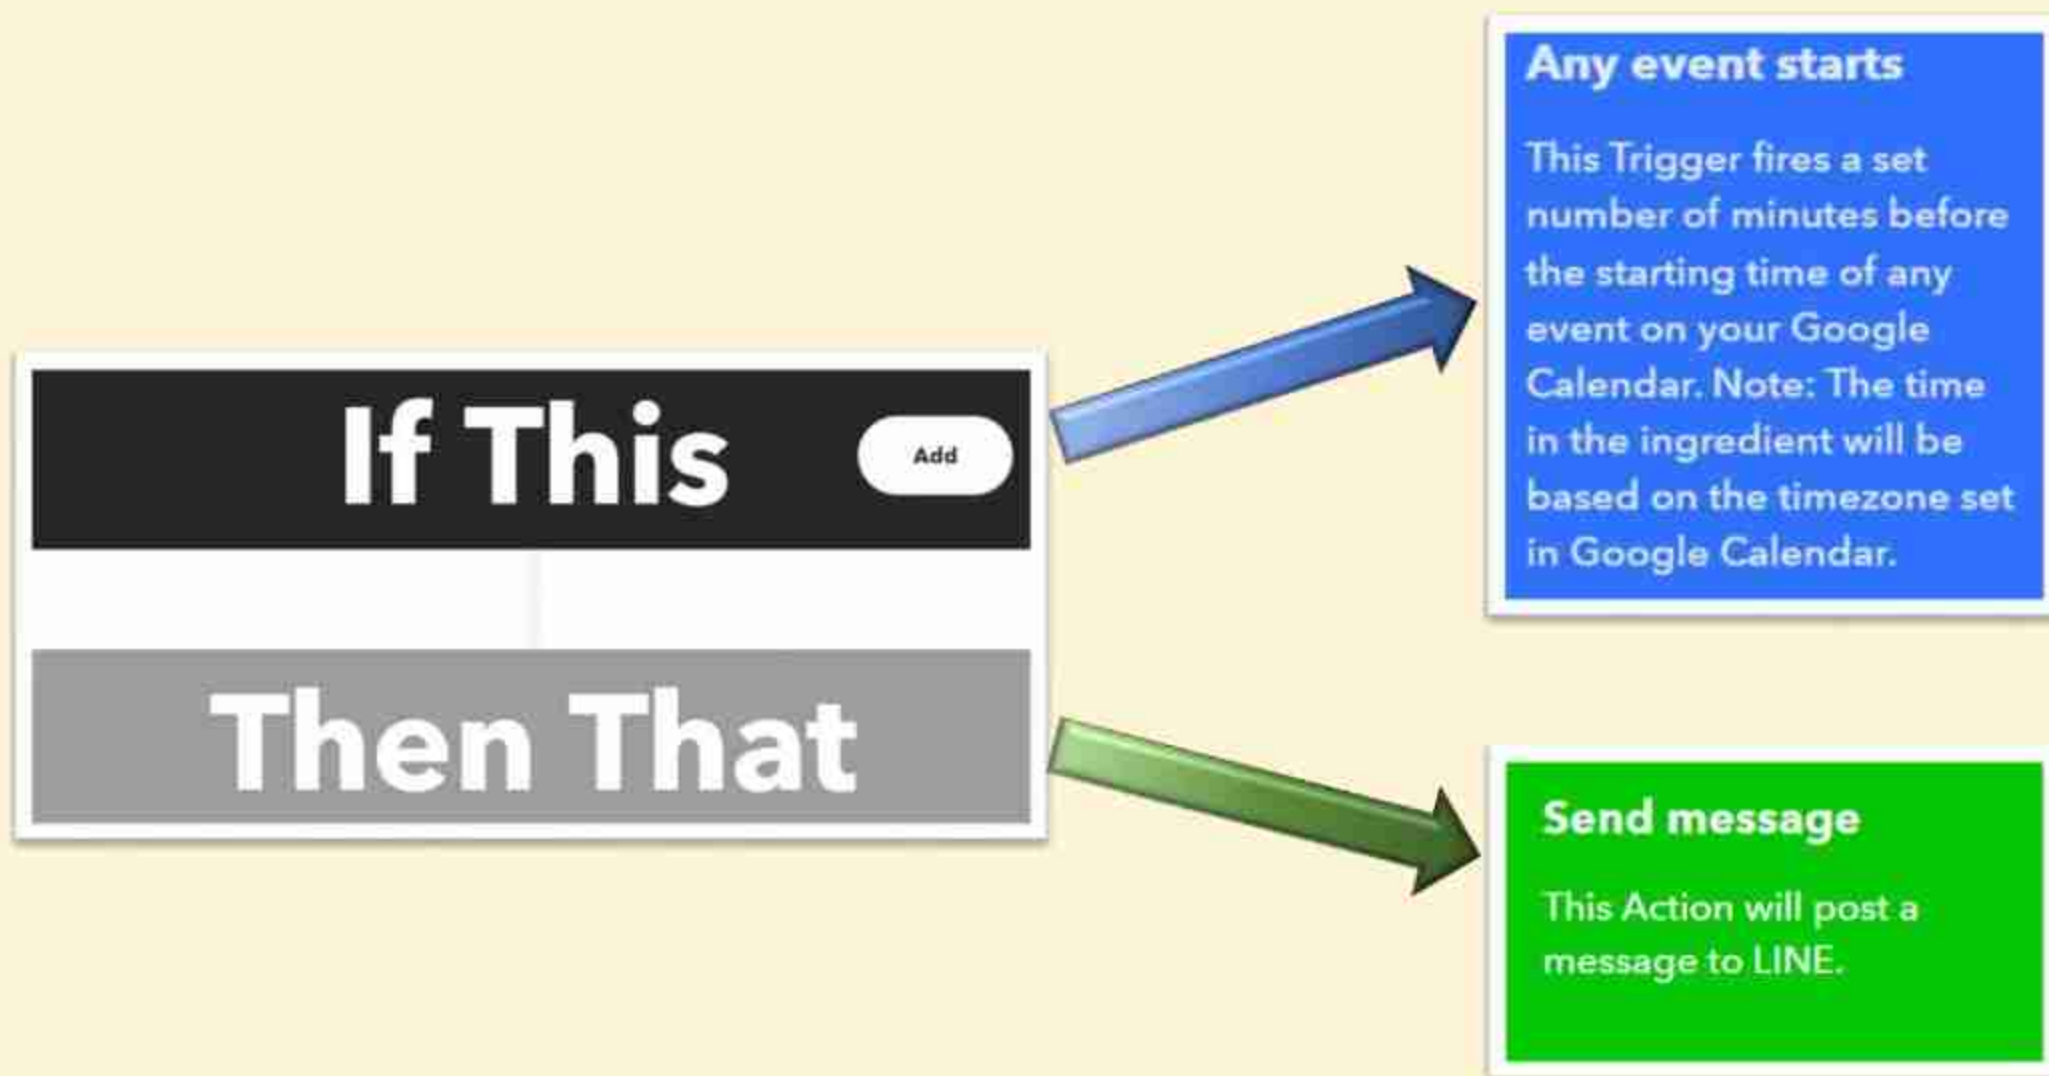 If This
Add
Then That
Any event starts
This Trigger fires a set
number of minutes before
the starting time of any
event on your Google
Calendar. Note: The time
in the ingredient will be
based on the timezone set
in Google Calendar.
Send message
This Action will post a
message to LINE.